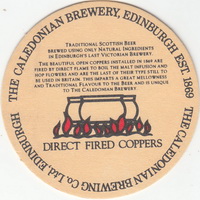 THE CALEDONIAN BREWERY, EDINBURGH EST. 1869
THE CALEDONIAN BREWING Co. Ltd. EDINBURGH
TRADITIONAL SCOTTISH BEER
BREWED USING ONLY NATURAL INGREDIENTS
IN EDINBURGH'S LAST VICTORIAN BREWERY.
THE BEAUTIFUL OPEN COPPERS INSTALLED IN 1869 ARE
FIRED BY DIRECT FLAME TO BOIL THE MALT INFUSION AND
HOP FLOWERS AND ARE THE LAST OF THEIR TYPE STILL TO
BE USED IN BRITAIN. THIS IMPARTS A GREAT MELLOWNESS
AND TRADITIONAL FLAVOUR TO THE BEER AND IS UNIQUE
TO THE CALEDONIAN BREWERY
DIRECT FIRED COPPERS